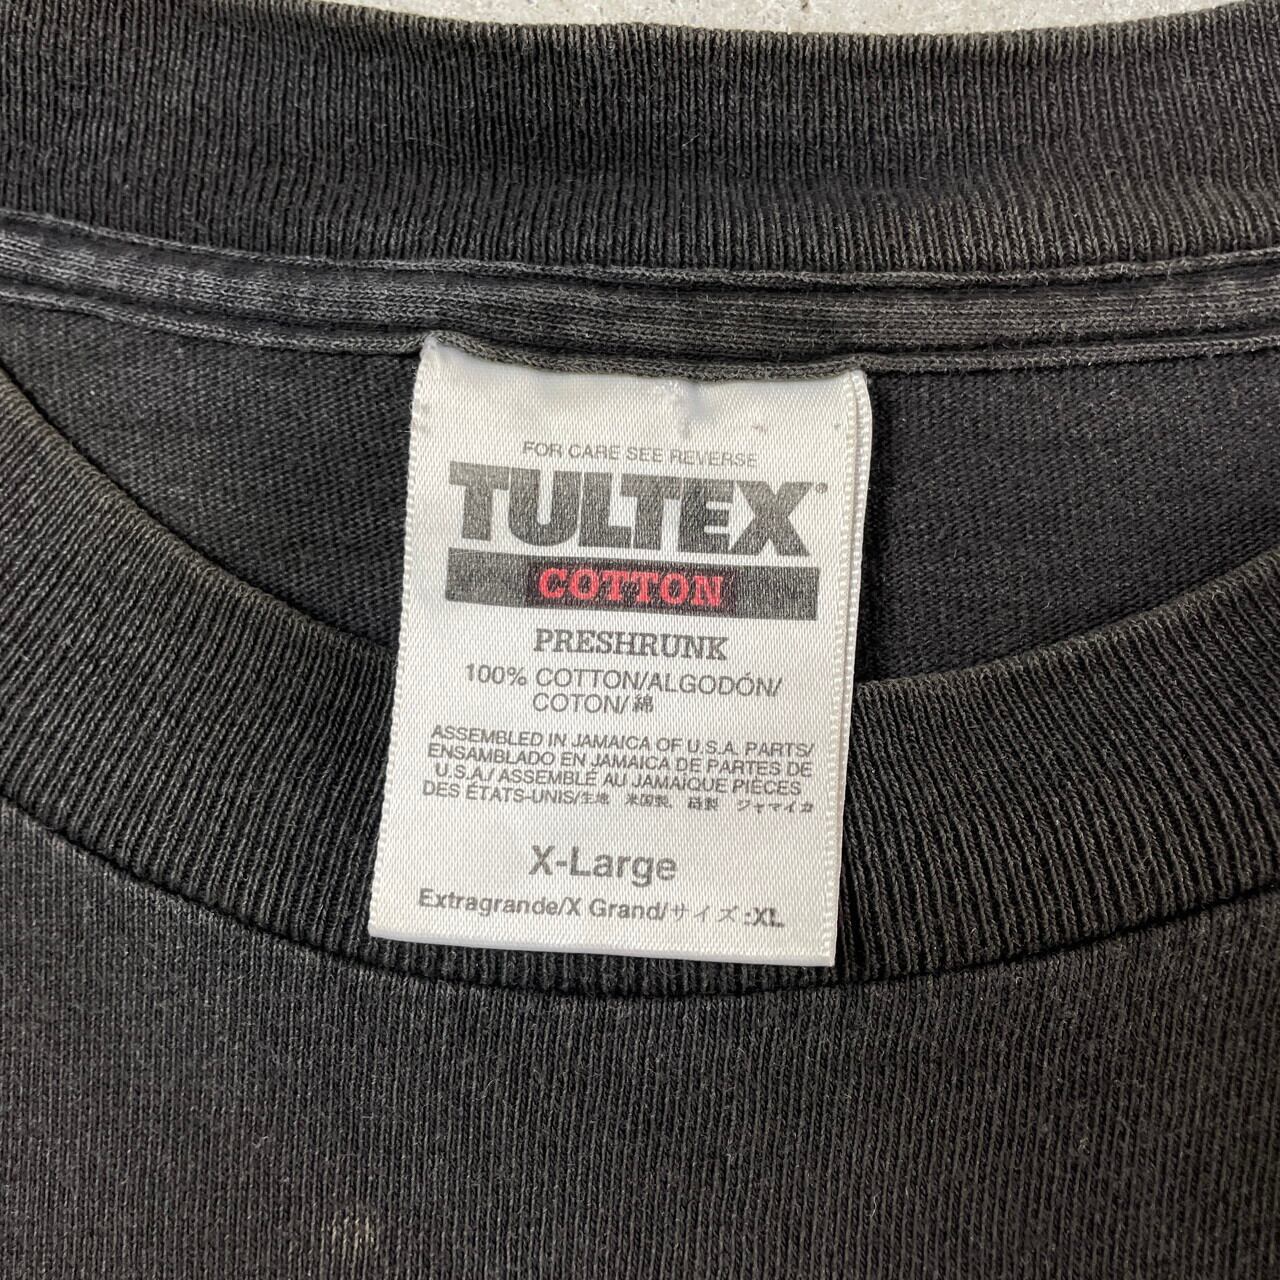 FOR CARE SEE REVERSE
TULTEX®
COTTON
PRESHRUNK
100% COTTON/ALGODÓN/
COTON/綿
ASSEMBLED IN JAMAICA OF U.S.A. PARTS/
ENSAMBLADO EN JAMAICA DE PARTES DE
U.S.A./ASSEMBLÉ AU JAMAÏQUE PIÈCES
DES ÉTATS-UNIS/生地 米国製, 縫製 ジャマイカ
X-Large
Extragrande/X Grand/サイズ:XL